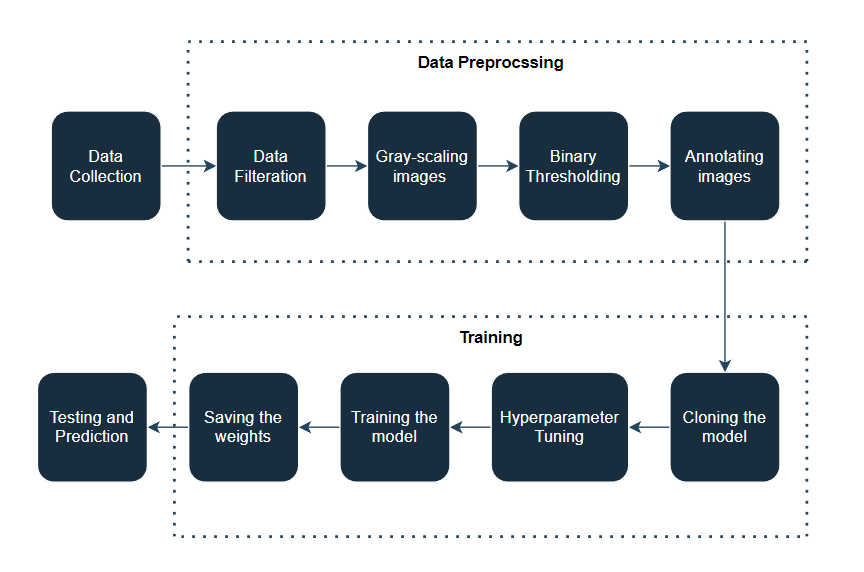 Data Preprocssing
Data
Collection
Data
Filteration
Gray-scaling
images
Binary
Thresholding
Annotating
images
Training
Testing and
Prediction
Saving the
weights
Training the
model
Hyperparameter
Tuning
Cloning the
model